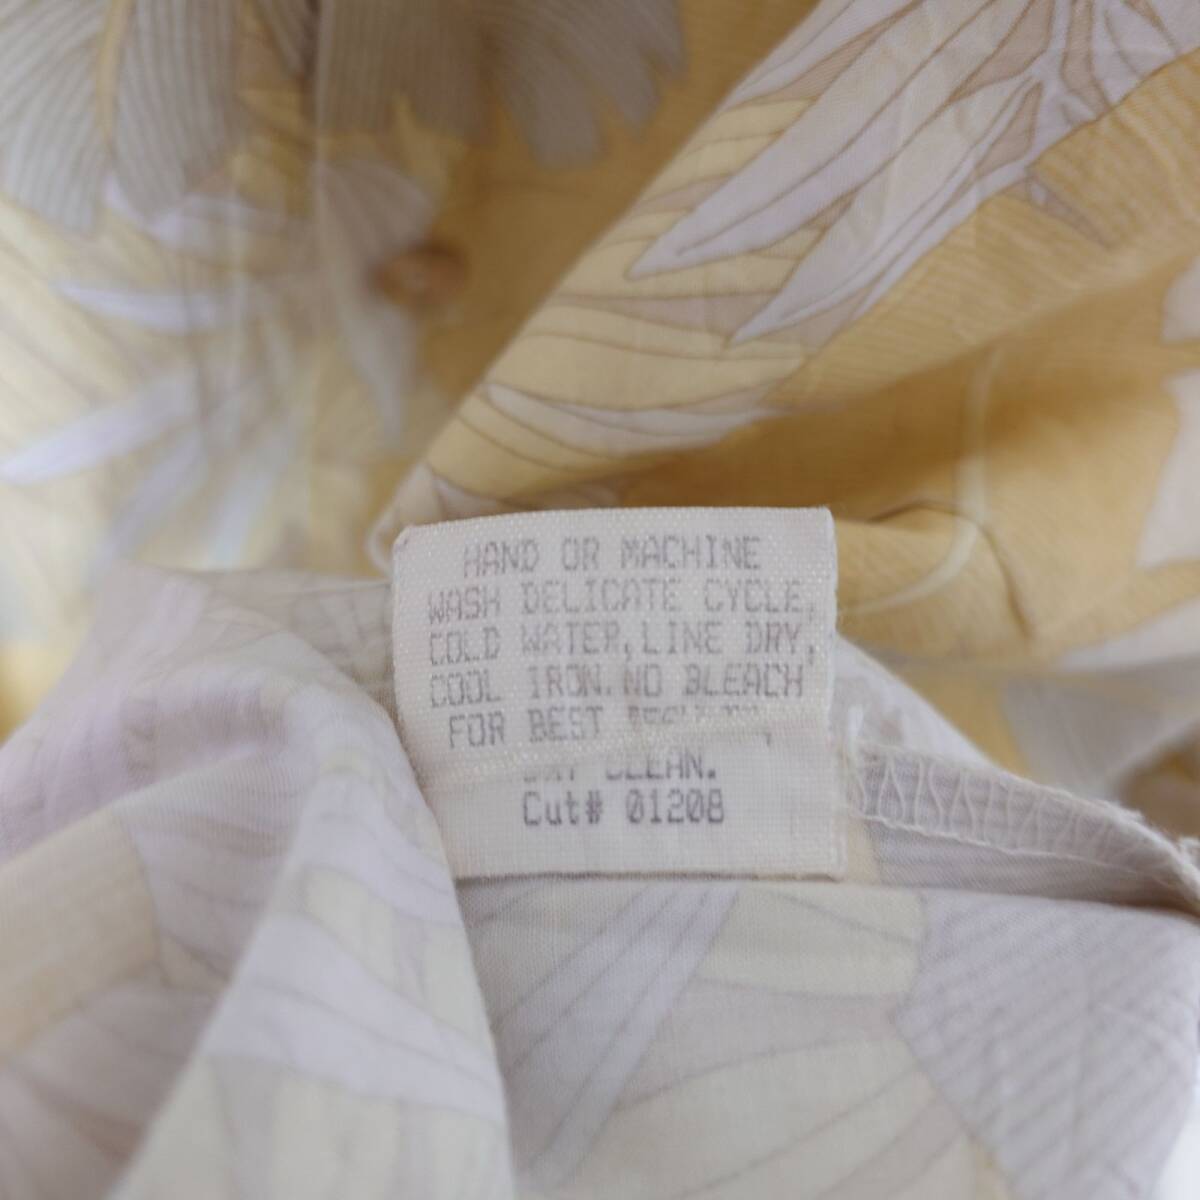 HAND OR MACHINE
WASH DELICATE CYCLE,
COLD WATER, LINE DRY,
COOL IRON. NO BLEACH
FOR BEST
CLEAN.
Cut# 01208